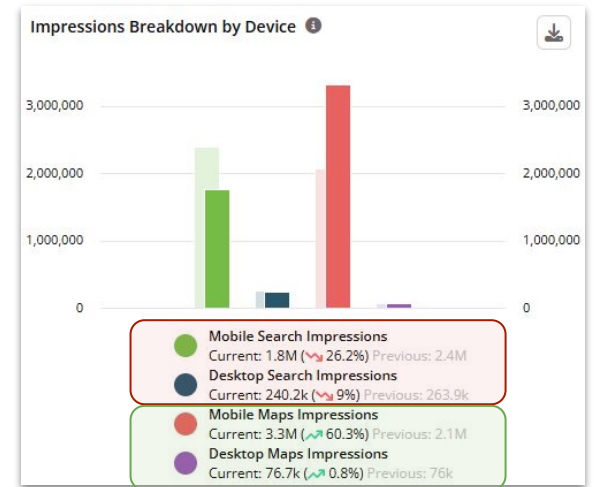 Impressions Breakdown by Device i
3,000,000 3,000,000
2,000,000 2,000,000
1,000,000 1,000,000
0 0
Mobile Search Impressions
Current: 1.8M (26.2%) Previous: 2.4M
Desktop Search Impressions
Current: 240.2k (9%) Previous: 263.9k
Mobile Maps Impressions
Current: 3.3M (60.3%) Previous: 2.1M
Desktop Maps Impressions
Current: 76.7k (0.8%) Previous: 76k